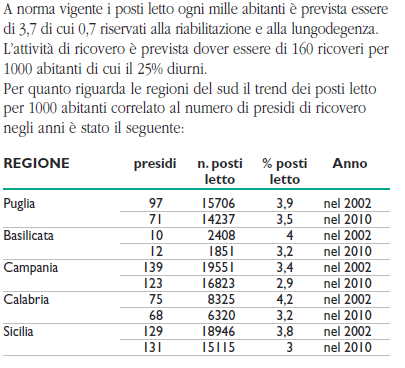 A norma vigente i posti letto ogni mille abitanti è prevista essere
di 3,7 di cui 0,7 riservati alla riabilitazione e alla lungodegenza.
L'attività di ricovero è prevista dover essere di 160 ricoveri per
1000 abitanti di cui il 25% diurni.
Per quanto riguarda le regioni del sud il trend dei posti letto
per 1000 abitanti correlato al numero di presidi di ricovero
negli anni è stato il seguente:
REGIONE presidi n. posti letto % posti letto Anno
Puglia 97 15706 3,9 nel 2002
71 14237 3,5 nel 2010
Basilicata 10 2408 4 nel 2002
12 1851 3,2 nel 2010
Campania 139 19551 3,4 nel 2002
123 16823 2,9 nel 2010
Calabria 75 8325 4,2 nel 2002
68 6320 3,2 nel 2010
Sicilia 129 18946 3,8 nel 2002
131 15115 3 nel 2010